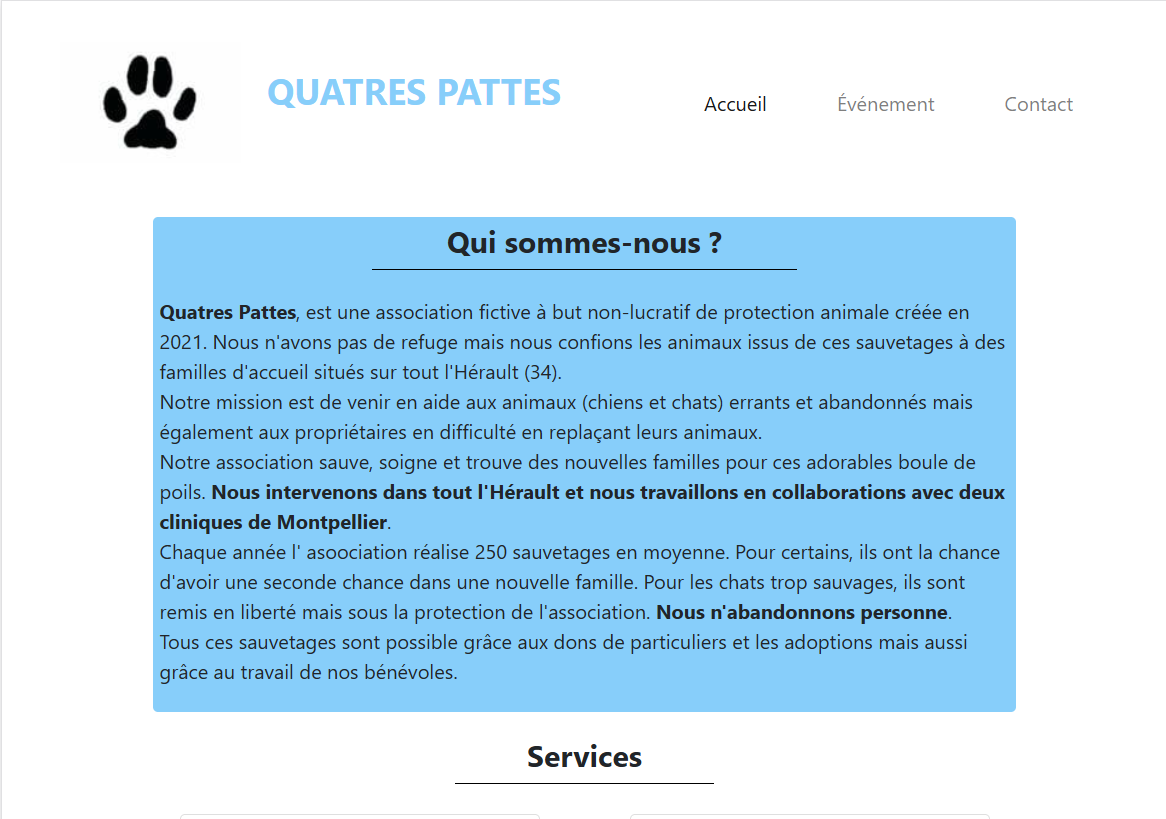 QUATRES PATTES
Accueil
Événement
Contact
Qui sommes-nous ?
Quatres Pattes, est une association fictive à but non-lucratif de protection animale créée en
2021. Nous n'avons pas de refuge mais nous confions les animaux issus de ces sauvetages à des
familles d'accueil situés sur tout l'Hérault (34).
Notre mission est de venir en aide aux animaux (chiens et chats) errants et abandonnés mais
également aux propriétaires en difficulté en replaçant leurs animaux.
Notre association sauve, soigne et trouve des nouvelles familles pour ces adorables boule de
poils. Nous intervenons dans tout l'Hérault et nous travaillons en collaborations avec deux
cliniques de Montpellier.
Chaque année l' asoociation réalise 250 sauvetages en moyenne. Pour certains, ils ont la chance
d'avoir une seconde chance dans une nouvelle famille. Pour les chats trop sauvages, ils sont
remis en liberté mais sous la protection de l'association. Nous n'abandonnons personne.
Tous ces sauvetages sont possible grâce aux dons de particuliers et les adoptions mais aussi
grâce au travail de nos bénévoles.
Services